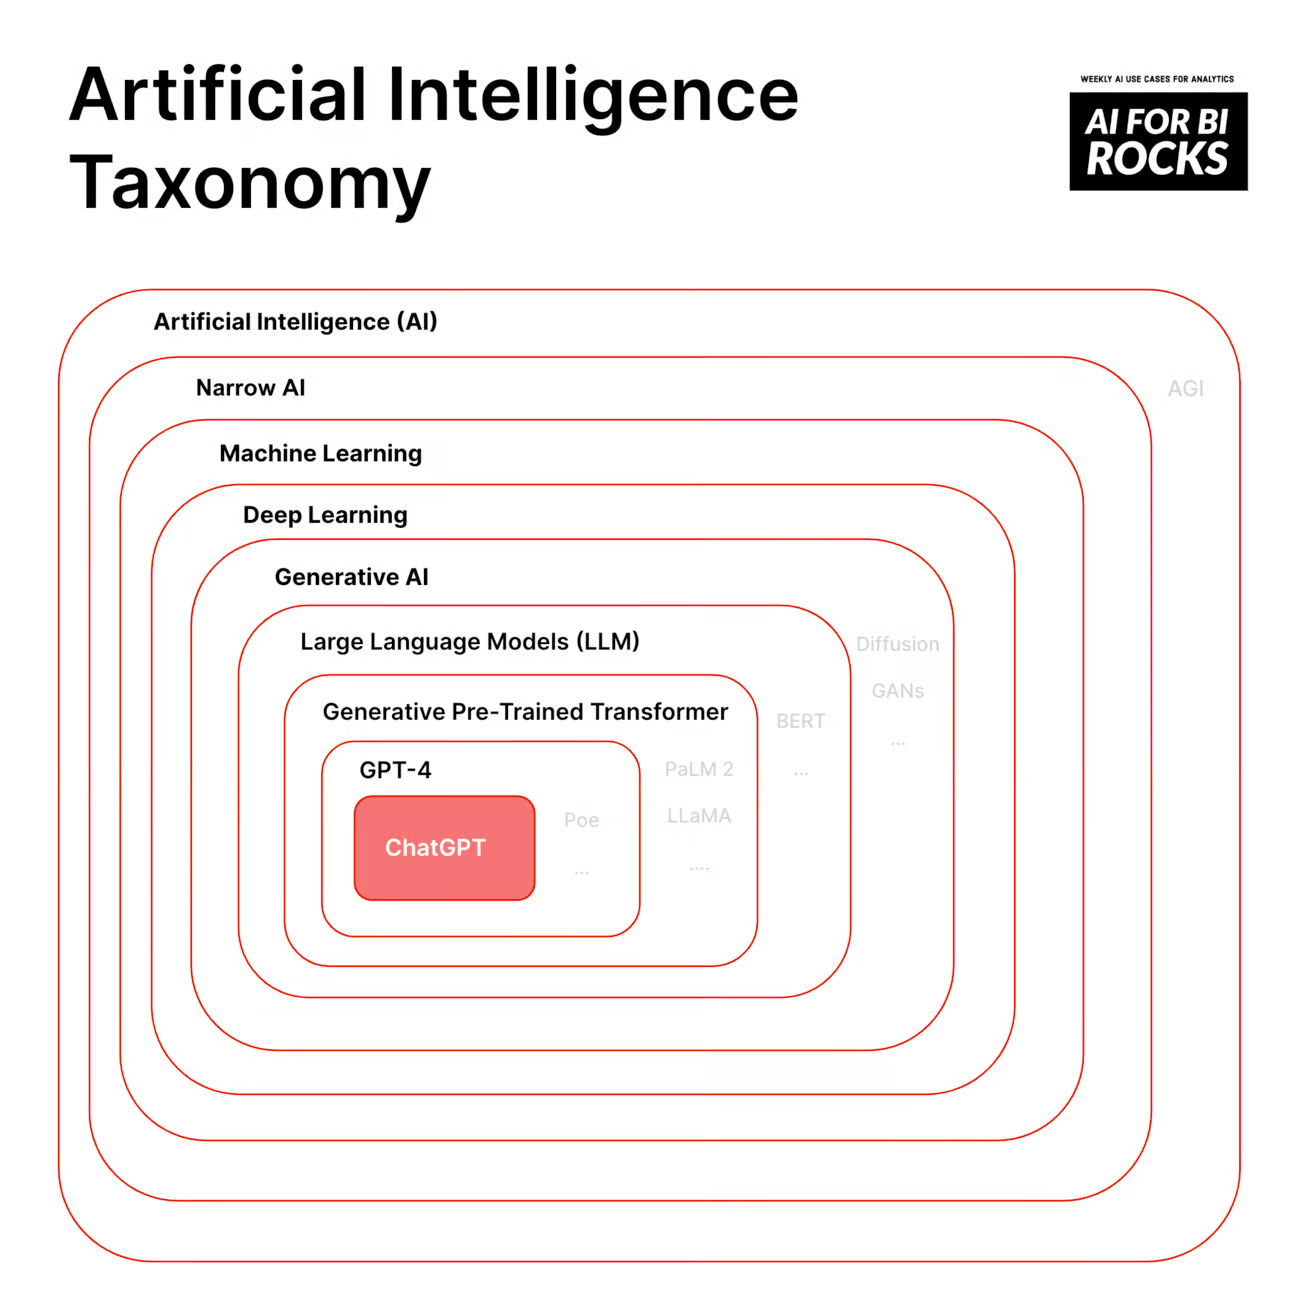 Artificial Intelligence
Taxonomy
WEEKLY AI USE CASES FOR ANALYTICS
AI FOR BI
ROCKS
Artificial Intelligence (AI)
Narrow AI
AGI
Machine Learning
Deep Learning
Generative AI
Large Language Models (LLM)
Diffusion
GANs
...
Generative Pre-Trained Transformer
BERT
...
GPT-4
PaLM 2
LLaMA
....
Poe
...
ChatGPT